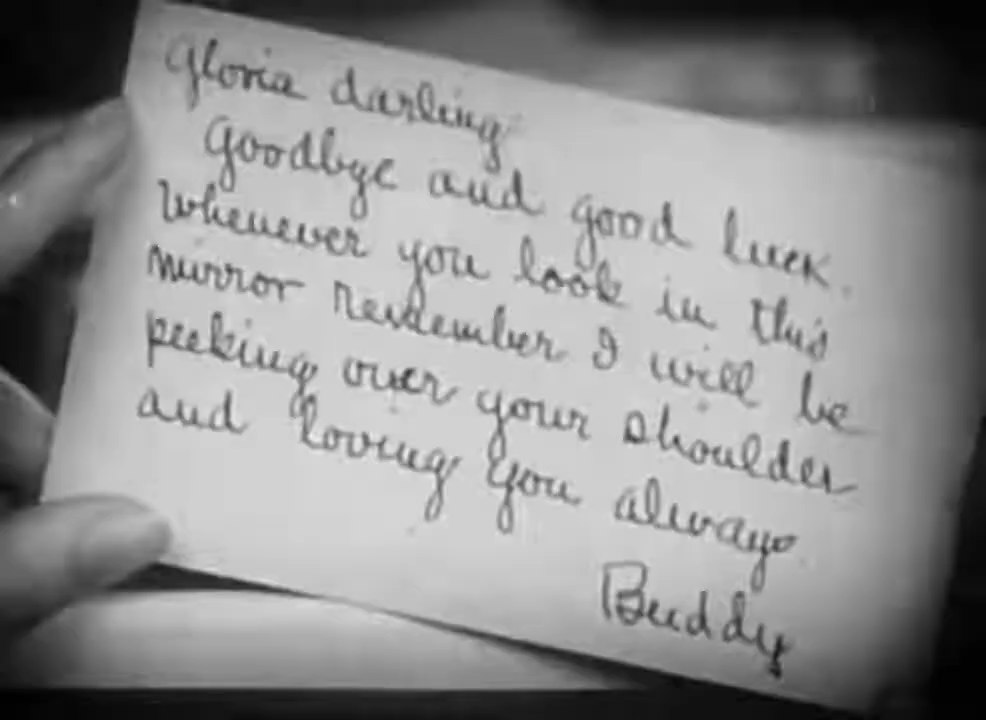 Gloria darling:
Goodbye and good luck.
Whenever you look in this
mirror remember I will be
peeking over your shoulder
and loving you always
Buddy